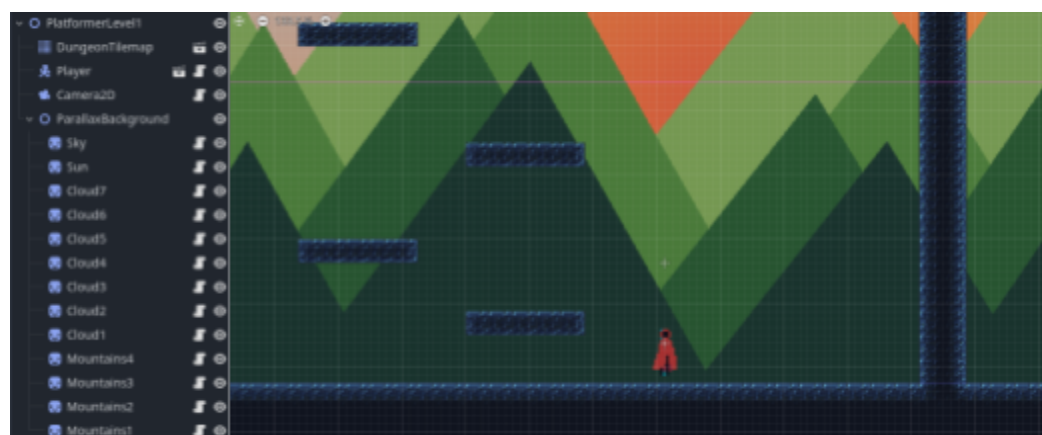 PlatformerLevel1
DungeonTilemap
Player
Camera2D
ParallaxBackground
Sky
Sun
Cloud7
Cloud6
Cloud5
Cloud4
Cloud3
Cloud2
Cloud1
Mountains4
Mountains3
Mountains2
Mountains1